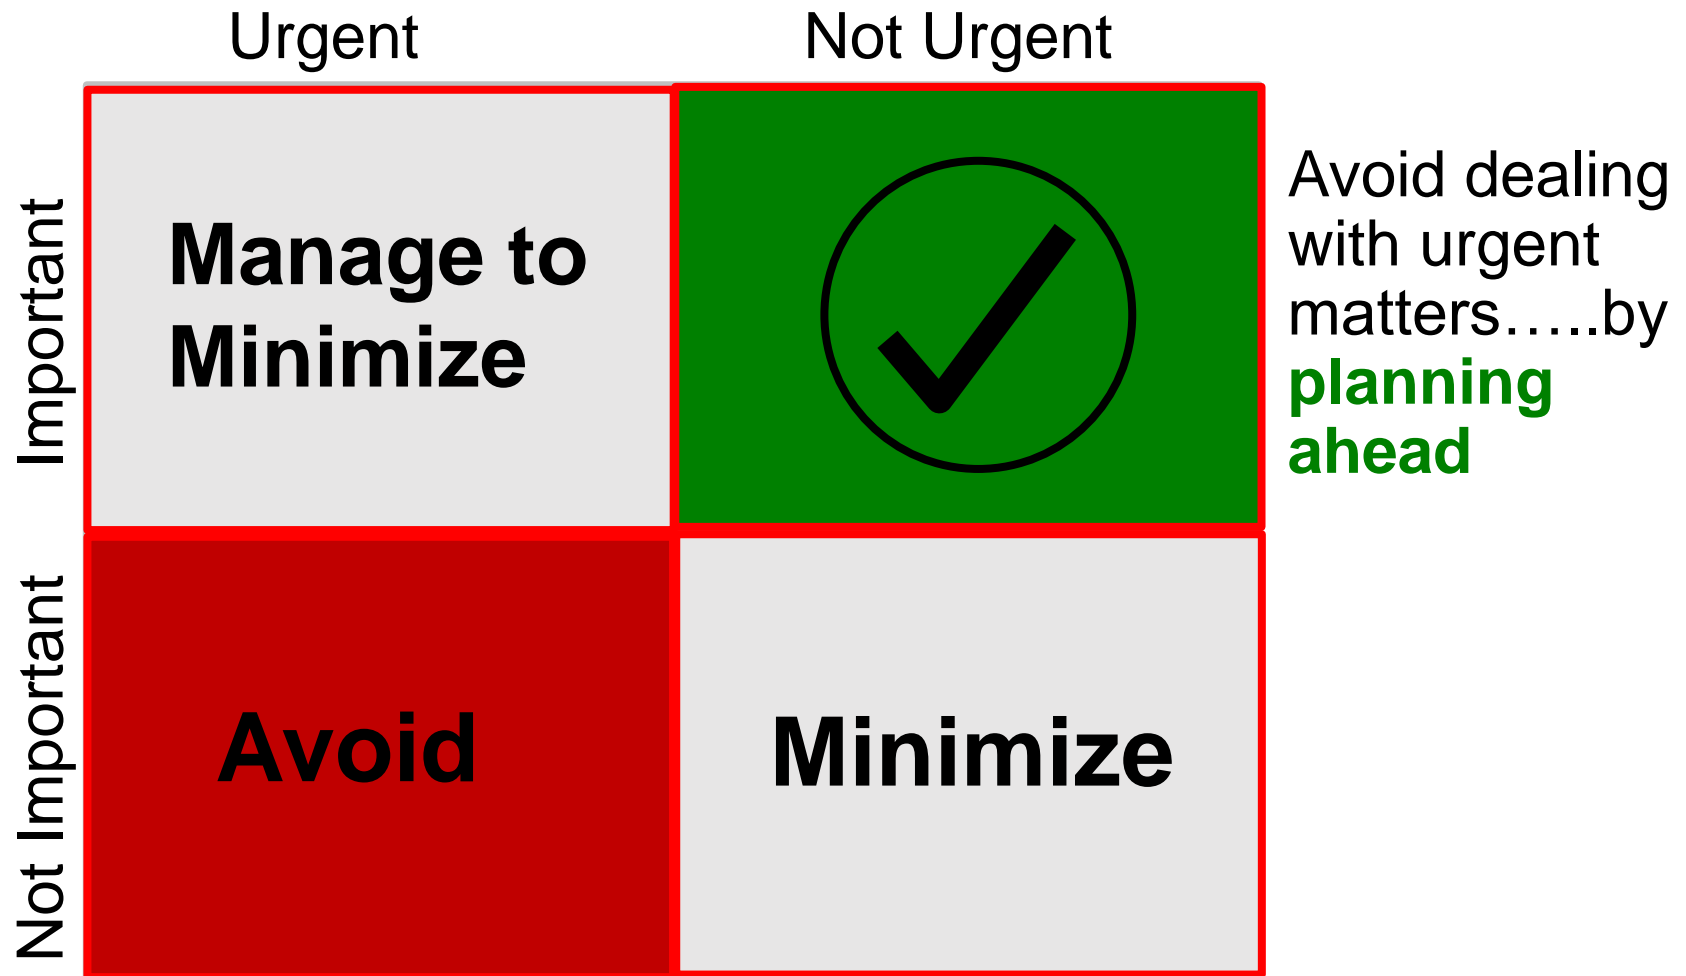 Urgent
Not Urgent
Important
Manage to
Minimize
Avoid dealing
with urgent
matters…..by
planning
ahead
Not Important
Avoid
Minimize